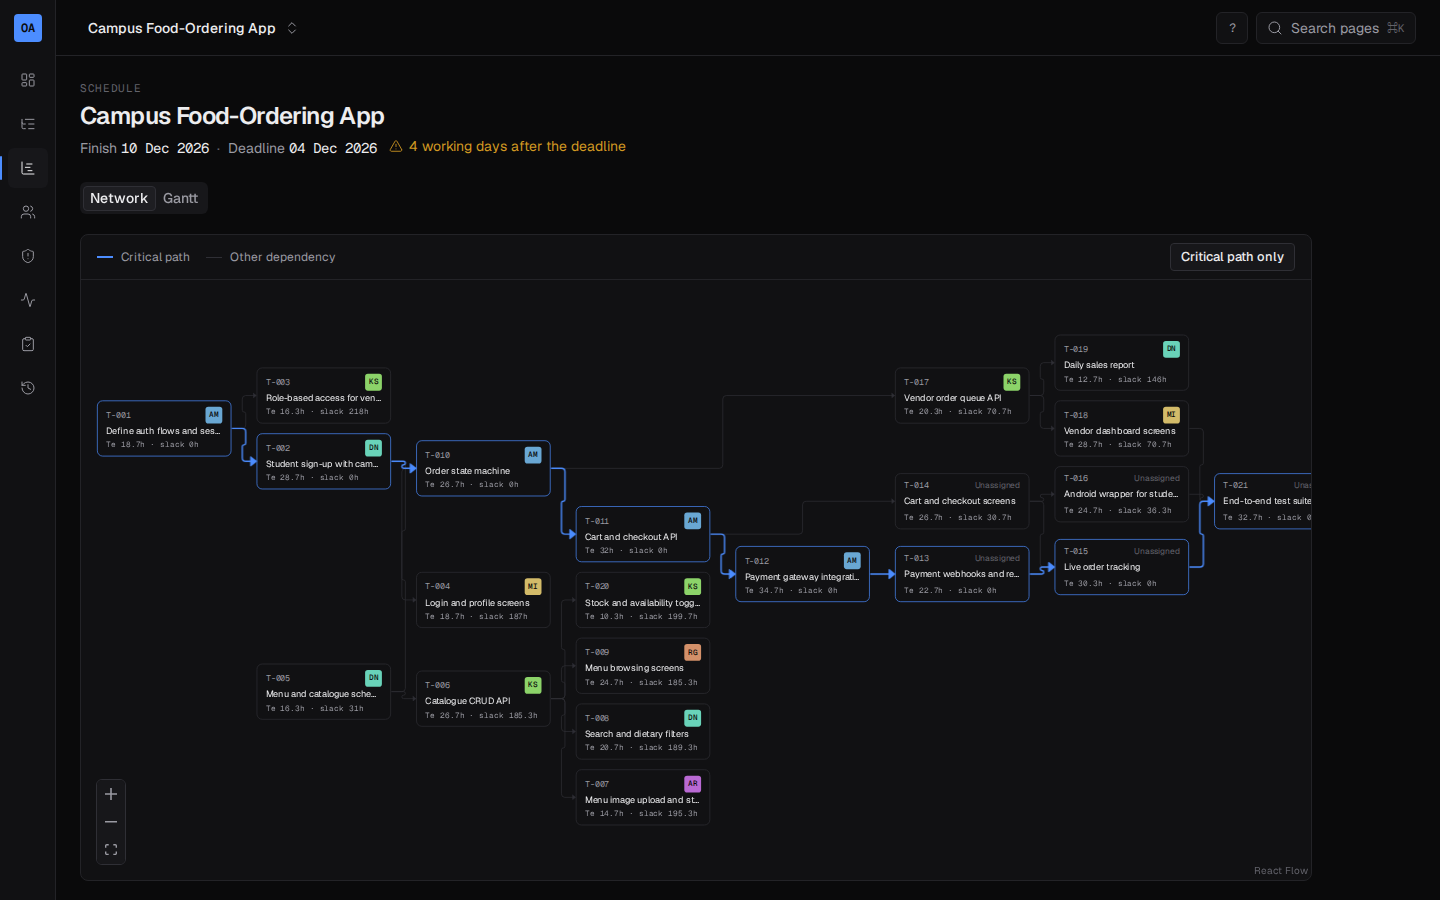 OA
Campus Food-Ordering App
?
Search pages ⌘K
SCHEDULE
Campus Food-Ordering App
Finish 10 Dec 2026 · Deadline 04 Dec 2026
4 working days after the deadline
Network
Gantt
Critical path
Other dependency
Critical path only
T-001 AM
Define auth flows and ses…
Te 18.7h · slack 0h
T-003 KS
Role-based access for ven…
Te 16.3h · slack 218h
T-002 DN
Student sign-up with cam…
Te 28.7h · slack 0h
T-005 DN
Menu and catalogue sche…
Te 16.3h · slack 31h
T-010 AM
Order state machine
Te 26.7h · slack 0h
T-004 MI
Login and profile screens
Te 18.7h · slack 187h
T-006 KS
Catalogue CRUD API
Te 26.7h · slack 185.3h
T-011 AM
Cart and checkout API
Te 32h · slack 0h
T-020 KS
Stock and availability togg…
Te 10.3h · slack 199.7h
T-009 RG
Menu browsing screens
Te 24.7h · slack 185.3h
T-008 DN
Search and dietary filters
Te 20.7h · slack 189.3h
T-007 AR
Menu image upload and st…
Te 14.7h · slack 195.3h
T-012 AM
Payment gateway integrati…
Te 34.7h · slack 0h
T-017 KS
Vendor order queue API
Te 20.3h · slack 70.7h
T-014 Unassigned
Cart and checkout screens
Te 26.7h · slack 30.7h
T-013 Unassigned
Payment webhooks and re…
Te 22.7h · slack 0h
T-019 DN
Daily sales report
Te 12.7h · slack 146h
T-018 MI
Vendor dashboard screens
Te 28.7h · slack 70.7h
T-016 Unassigned
Android wrapper for stude…
Te 24.7h · slack 36.3h
T-015 Unassigned
Live order tracking
Te 30.3h · slack 0h
T-021 Unas
End-to-end test suite
Te 32.7h · slack 0
React Flow